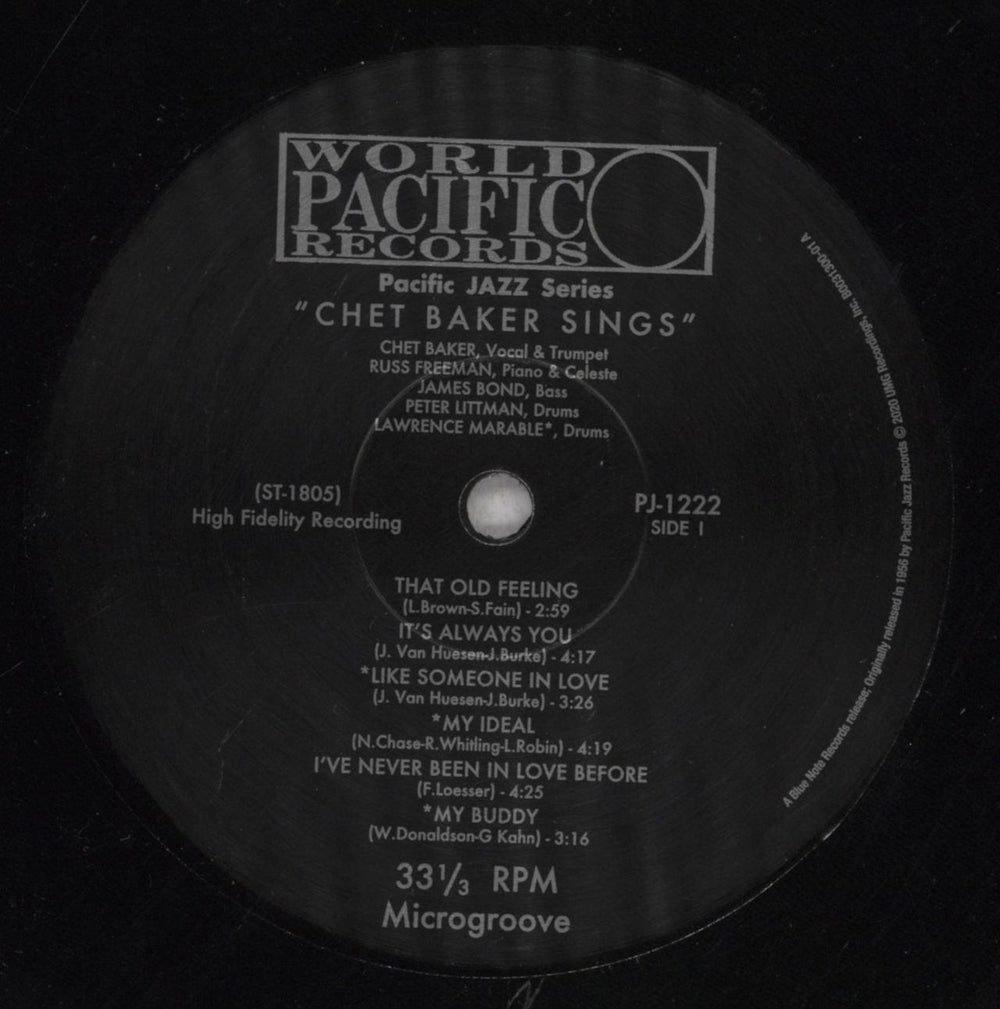 WORLD
PACIFIC
RECORDS
Pacific JAZZ Series
"CHET BAKER SINGS"
CHET BAKER, Vocal & Trumpet
RUSS FREEMAN, Piano & Celeste
JAMES BOND, Bass
PETER LITTMAN, Drums
LAWRENCE MARABLE*, Drums
(ST-1805)
High Fidelity Recording
PJ-1222
SIDE I
THAT OLD FEELING
(L.Brown-S.Fain) - 2:59
IT'S ALWAYS YOU
(J. Van Huesen-J.Burke) - 4:17
*LIKE SOMEONE IN LOVE
(J. Van Huesen-J.Burke) - 3:26
*MY IDEAL
(N.Chase-R.Whitling-L.Robin) - 4:19
I'VE NEVER BEEN IN LOVE BEFORE
(F.Loesser) - 4:25
*MY BUDDY
(W.Donaldson-G Kahn) - 3:16
33 1/3 RPM
Microgroove
A Blue Note Records release; Originally released in 1956 by Pacific Jazz Records © 2020 UMG Recordings, Inc. B0031300-01 A